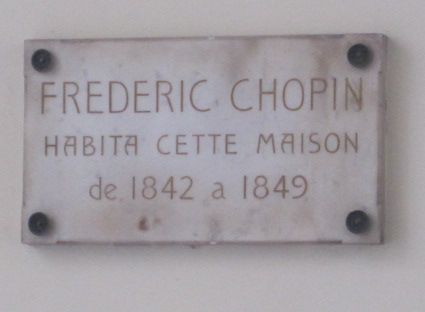 FREDERIC CHOPIN
HABITA CETTE MAISON
de 1842 a 1849